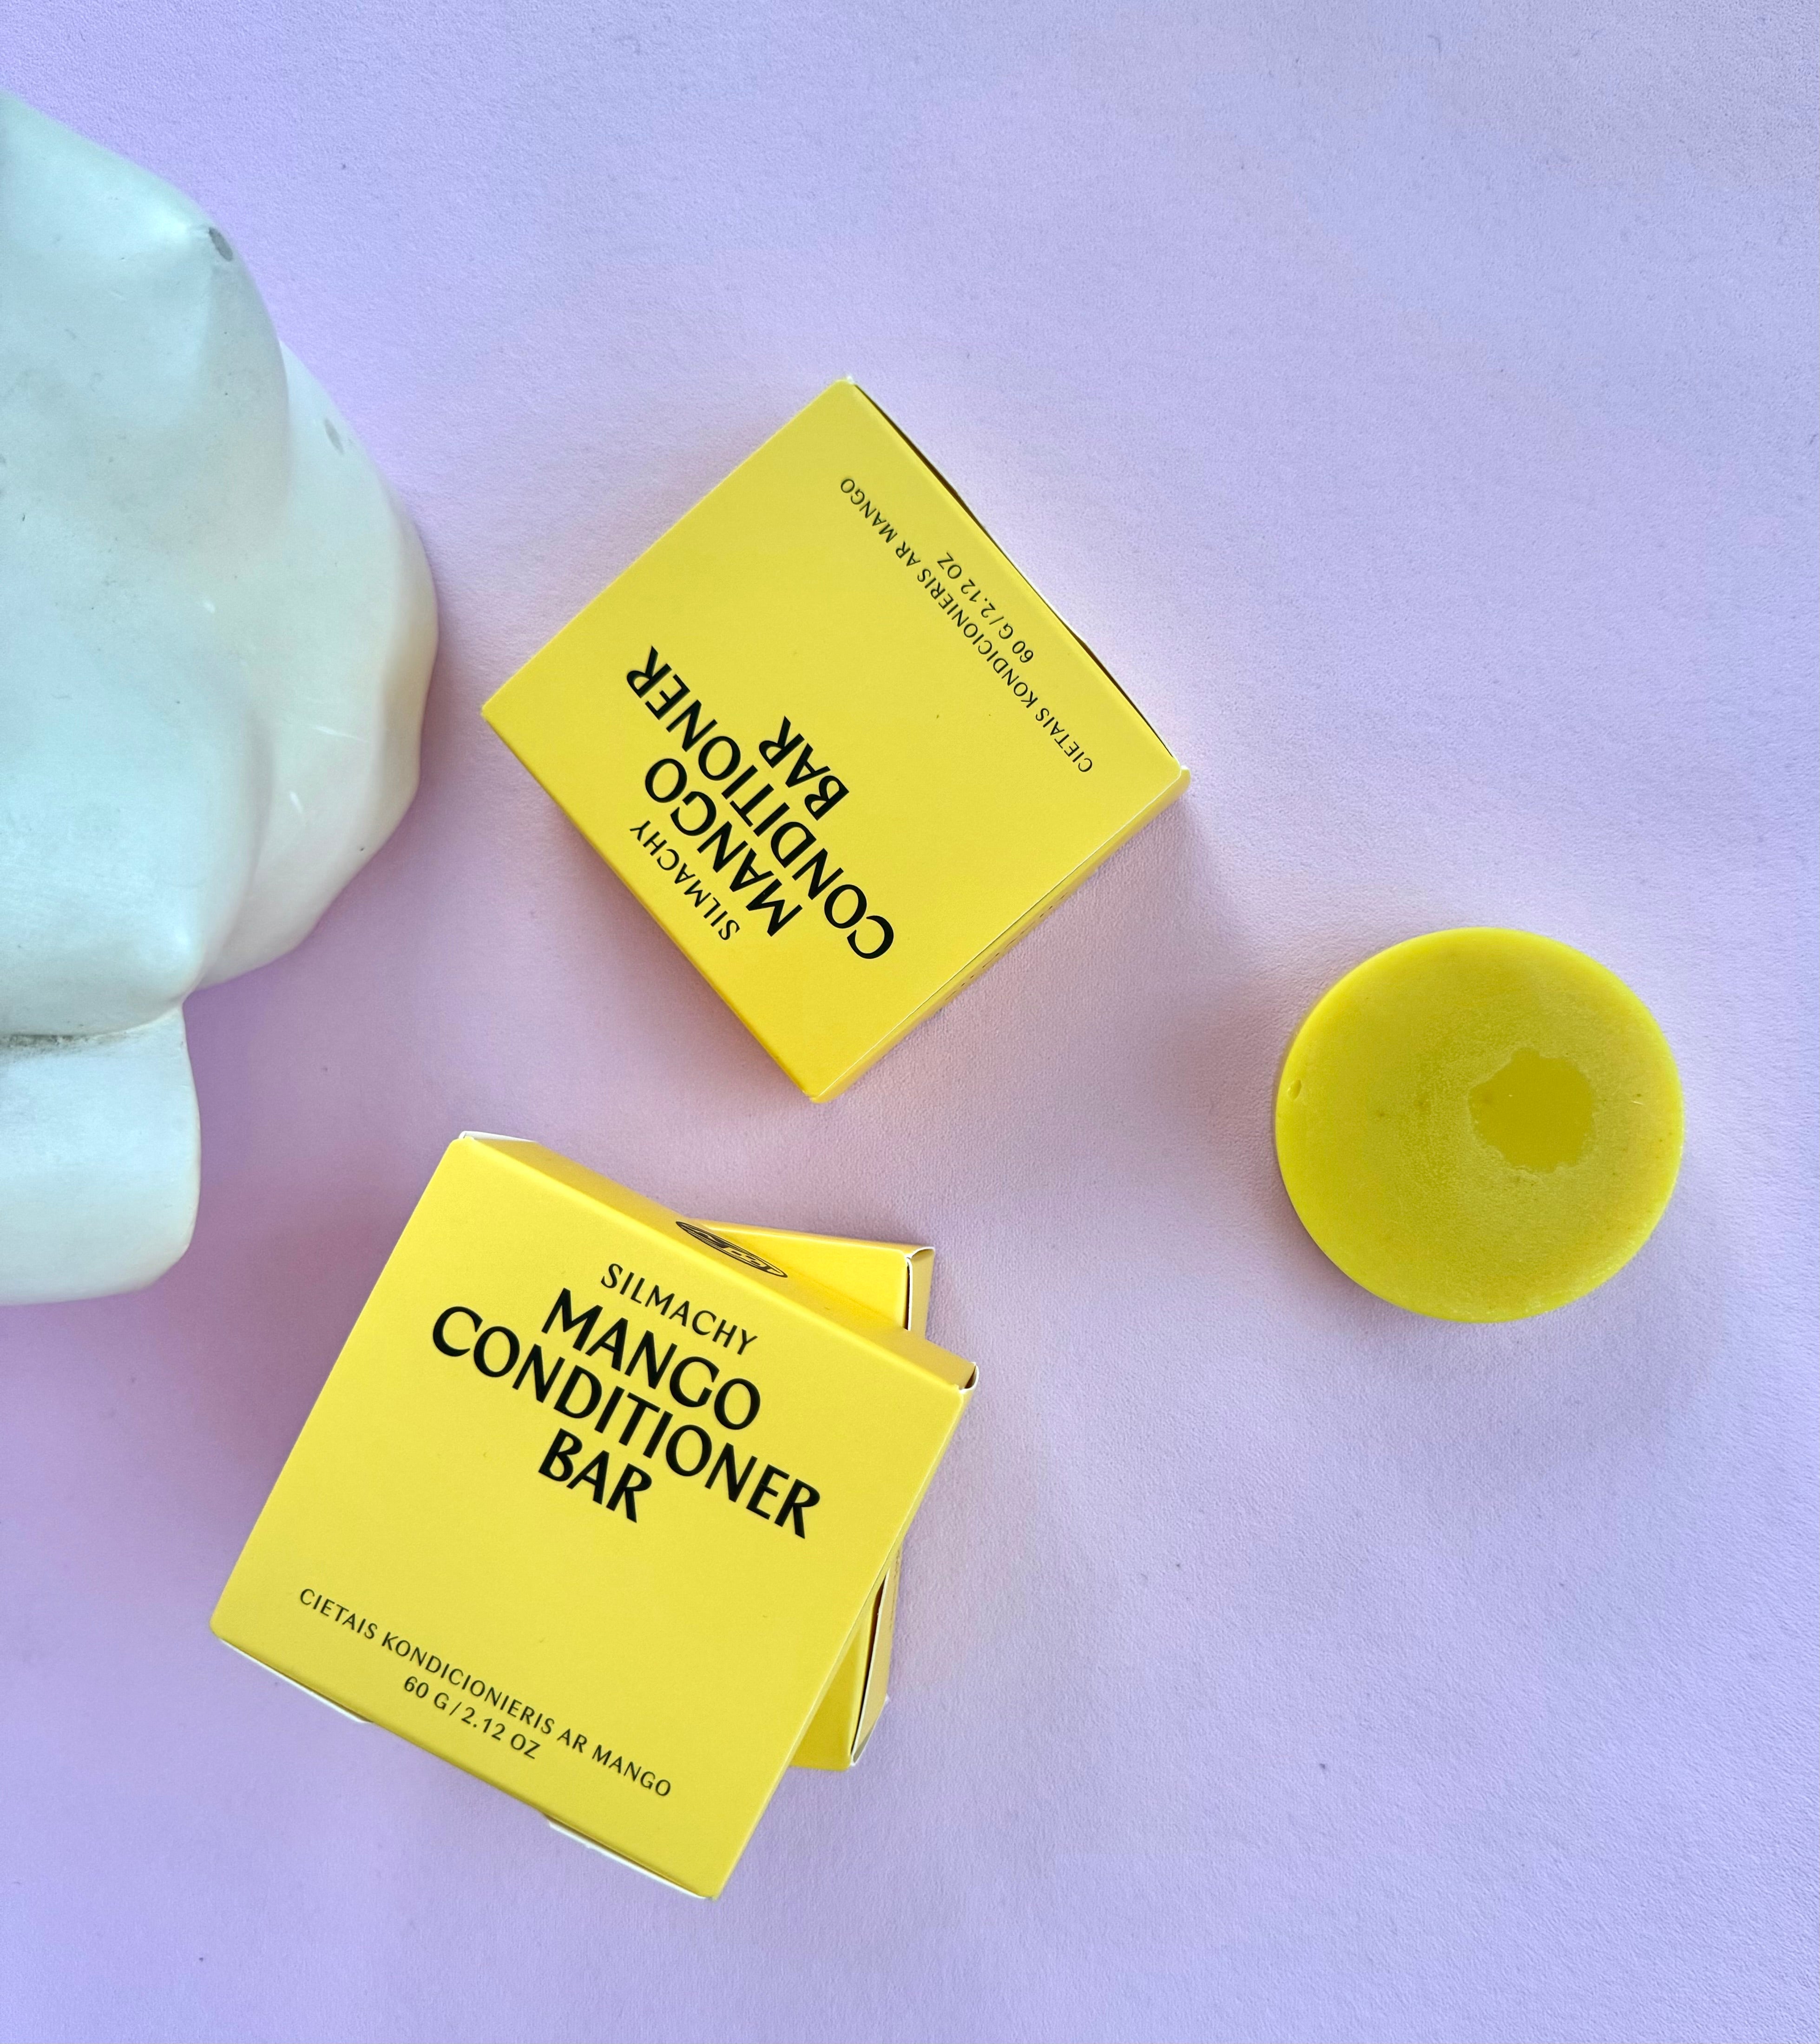 SILMACHY
MANGO
CONDITIONER
BAR
CIETAIS KONDICIONIERIS AR MANGO
60 G / 2.12 OZ
SILMACHY
MANGO
CONDITIONER
BAR
CIETAIS KONDICIONIERIS AR MANGO
60 G / 2.12 OZ